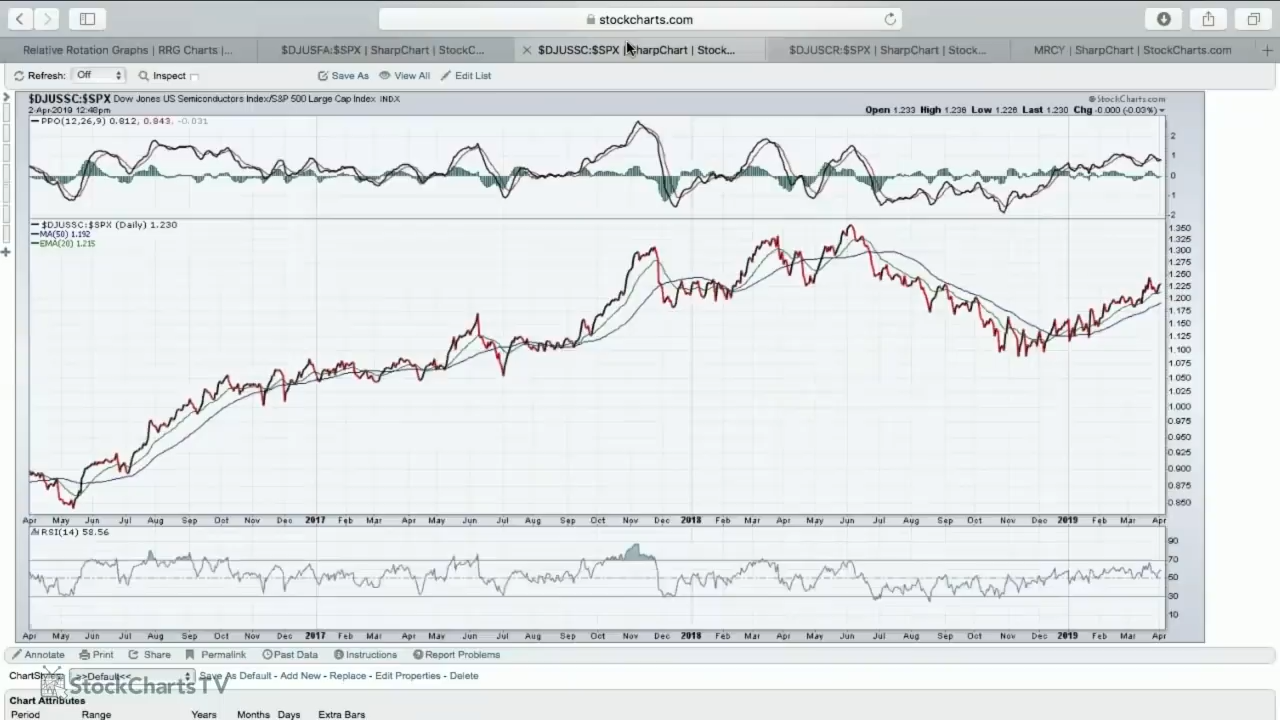 stockcharts.com
Relative Rotation Graphs | RRG Charts |...
$DJUSFA:$SPX | SharpChart | StockC...
$DJUSSC:$SPX | SharpChart | Stock...
$DJUSCR:$SPX | SharpChart | Stock...
MRCY | SharpChart | StockCharts.com
Refresh: Off Inspect Save As View All Edit List
$DJUSSC:$SPX Dow Jones US Semiconductors Index/S&P 500 Large Cap Index INDX
© StockCharts.com
2-Apr-2019 12:48pm
Open 1.233 High 1.236 Low 1.226 Last 1.230 Chg -0.000 (-0.03%)
PPO(12,26,9) 0.812, 0.843, -0.031
2
1
0
-1
-2
$DJUSSC:$SPX (Daily) 1.230
MA(50) 1.192
EMA(20) 1.215
1.350
1.325
1.300
1.275
1.250
1.225
1.200
1.175
1.150
1.125
1.100
1.075
1.050
1.025
1.000
0.975
0.950
0.925
0.900
0.875
0.850
Apr May Jun Jul Aug Sep Oct Nov Dec 2017 Feb Mar Apr May Jun Jul Aug Sep Oct Nov Dec 2018 Feb Mar Apr May Jun Jul Aug Sep Oct Nov Dec 2019 Feb Mar Apr
RSI(14) 58.56
90
70
50
30
10
Apr May Jun Jul Aug Sep Oct Nov Dec 2017 Feb Mar Apr May Jun Jul Aug Sep Oct Nov Dec 2018 Feb Mar Apr May Jun Jul Aug Sep Oct Nov Dec 2019 Feb Mar Apr
Annotate Print Share Permalink Past Data Instructions Report Problems
ChartStyles: >>Default<< Save As Default - Add New - Replace - Edit Properties - Delete
StockChartsTV
Chart Attributes
Period Range Years Months Days Extra Bars